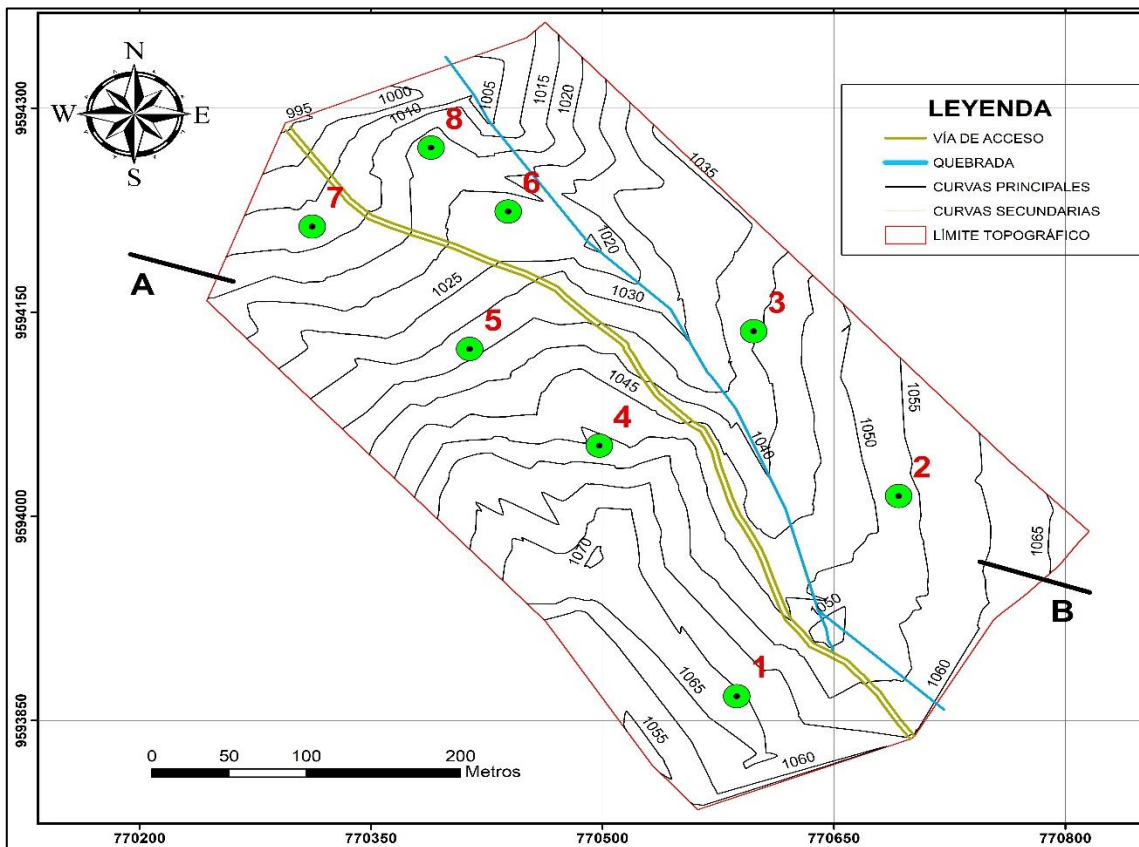 N
W
E
S
995
1000
1010
1005
1015
1020
1035
8
6
7
A
1020
1025
1030
3
5
1045
4
1055
1050
1040
2
1065
1070
1050
B
1
1065
1060
1055
1060
LEYENDA
VÍA DE ACCESO
QUEBRADA
CURVAS PRINCIPALES
CURVAS SECUNDARIAS
LÍMITE TOPOGRÁFICO
0 50 100 200
Metros
9594300
9594150
9594000
9593850
770200 770350 770500 770650 770800